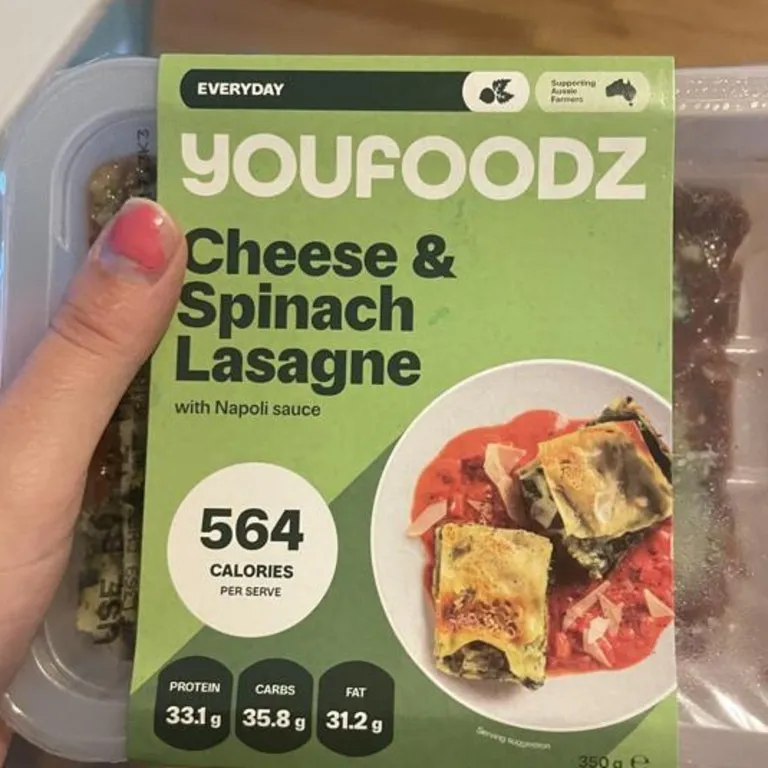 EVERYDAY
Supporting
Aussie
Farmers
YOUFOODZ
Cheese &
Spinach
Lasagne
with Napoli sauce
564
CALORIES
PER SERVE
PROTEIN
33.1 g
CARBS
35.8 g
FAT
31.2 g
Serving suggestion
350 g e
USE